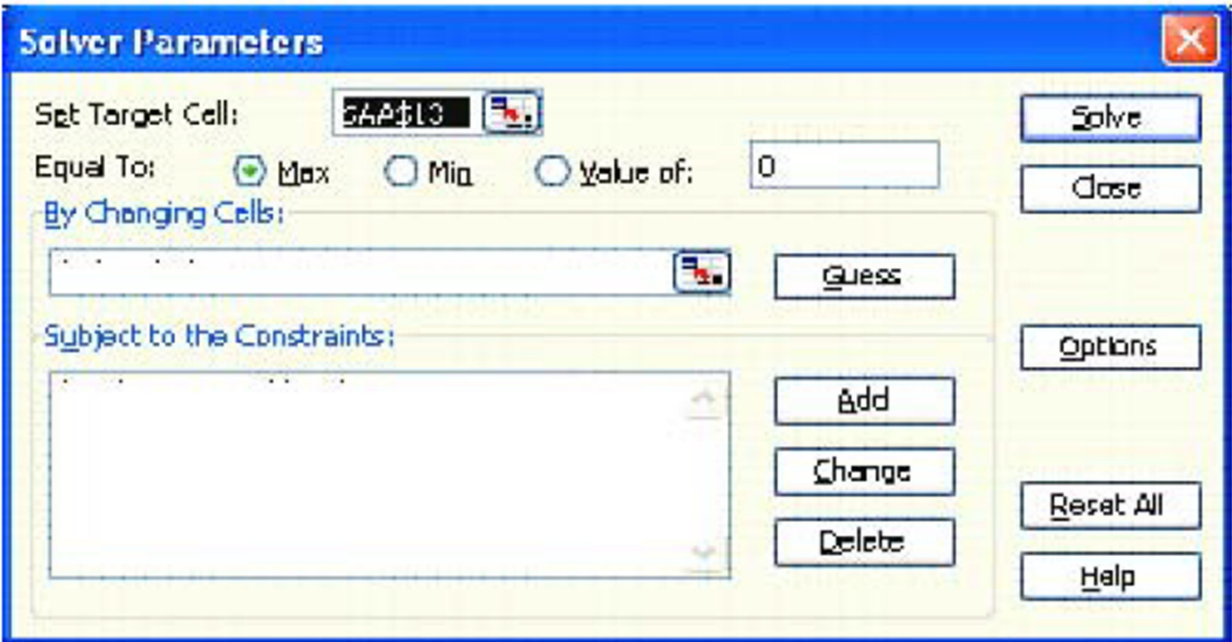 Solver Parameters
Set Target Cell:
Solve
Equal To: Max Min Value of: 0
Close
By Changing Cells:
Guess
Subject to the Constraints:
Options
Add
Change
Reset All
Delete
Help